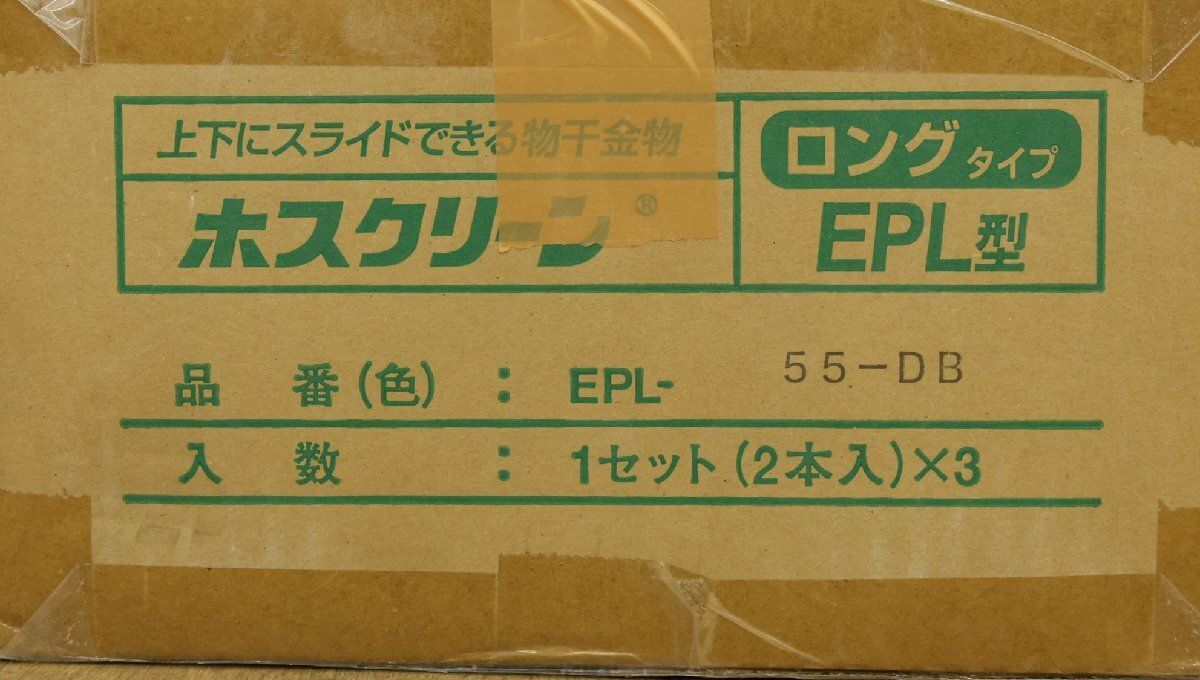 上下にスライドできる物干金物
ホスクリーン®
ロングタイプ
EPL型
品 番(色) : EPL- 55-DB
入 数 : 1セット(2本入)×3